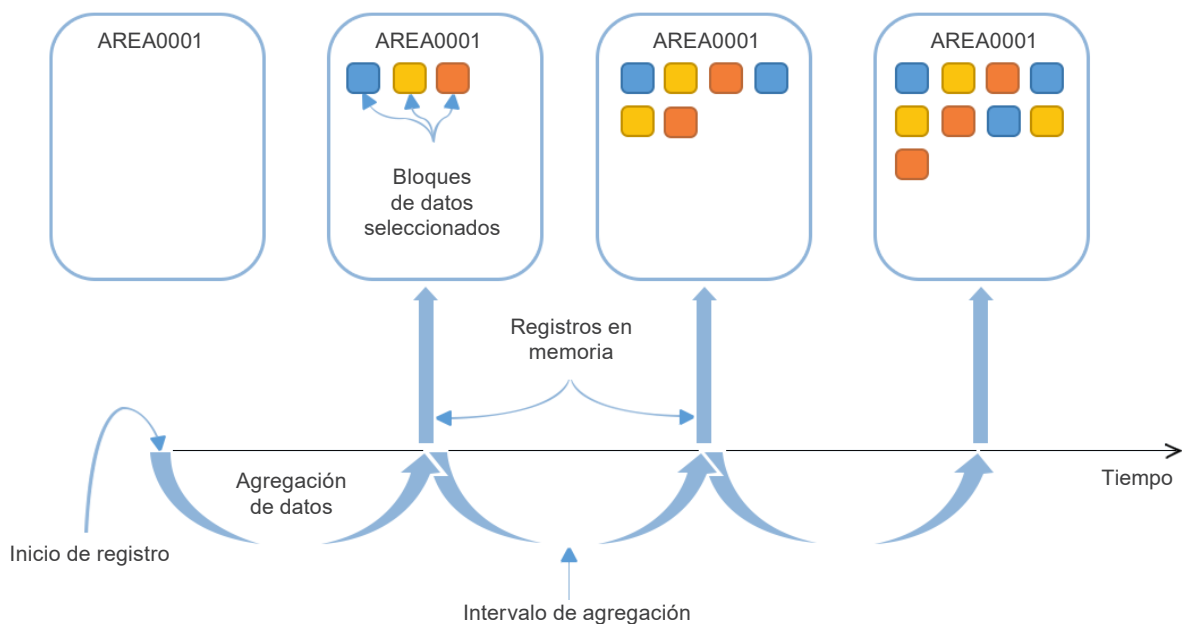 AREA0001
AREA0001
AREA0001
AREA0001
Bloques
de datos
seleccionados
Registros en
memoria
Agregación
de datos
Tiempo
Inicio de registro
Intervalo de agregación